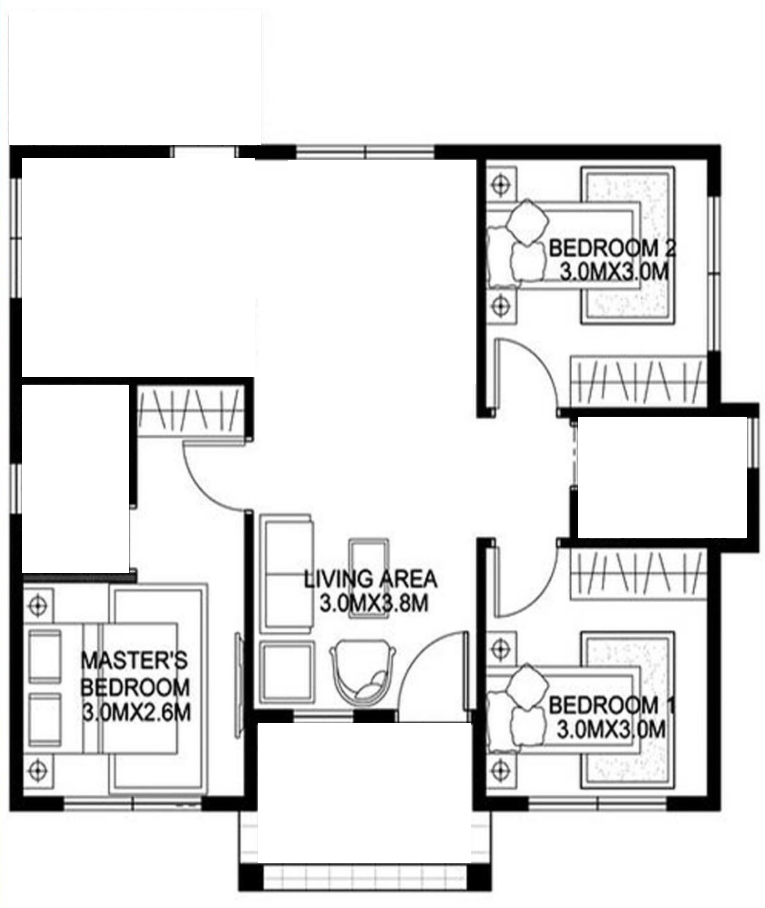 BEDROOM 2
3.0MX3.0M
LIVING AREA
3.0MX3.8M
MASTER'S
BEDROOM
3.0MX2.6M
BEDROOM 1
3.0MX3.0M